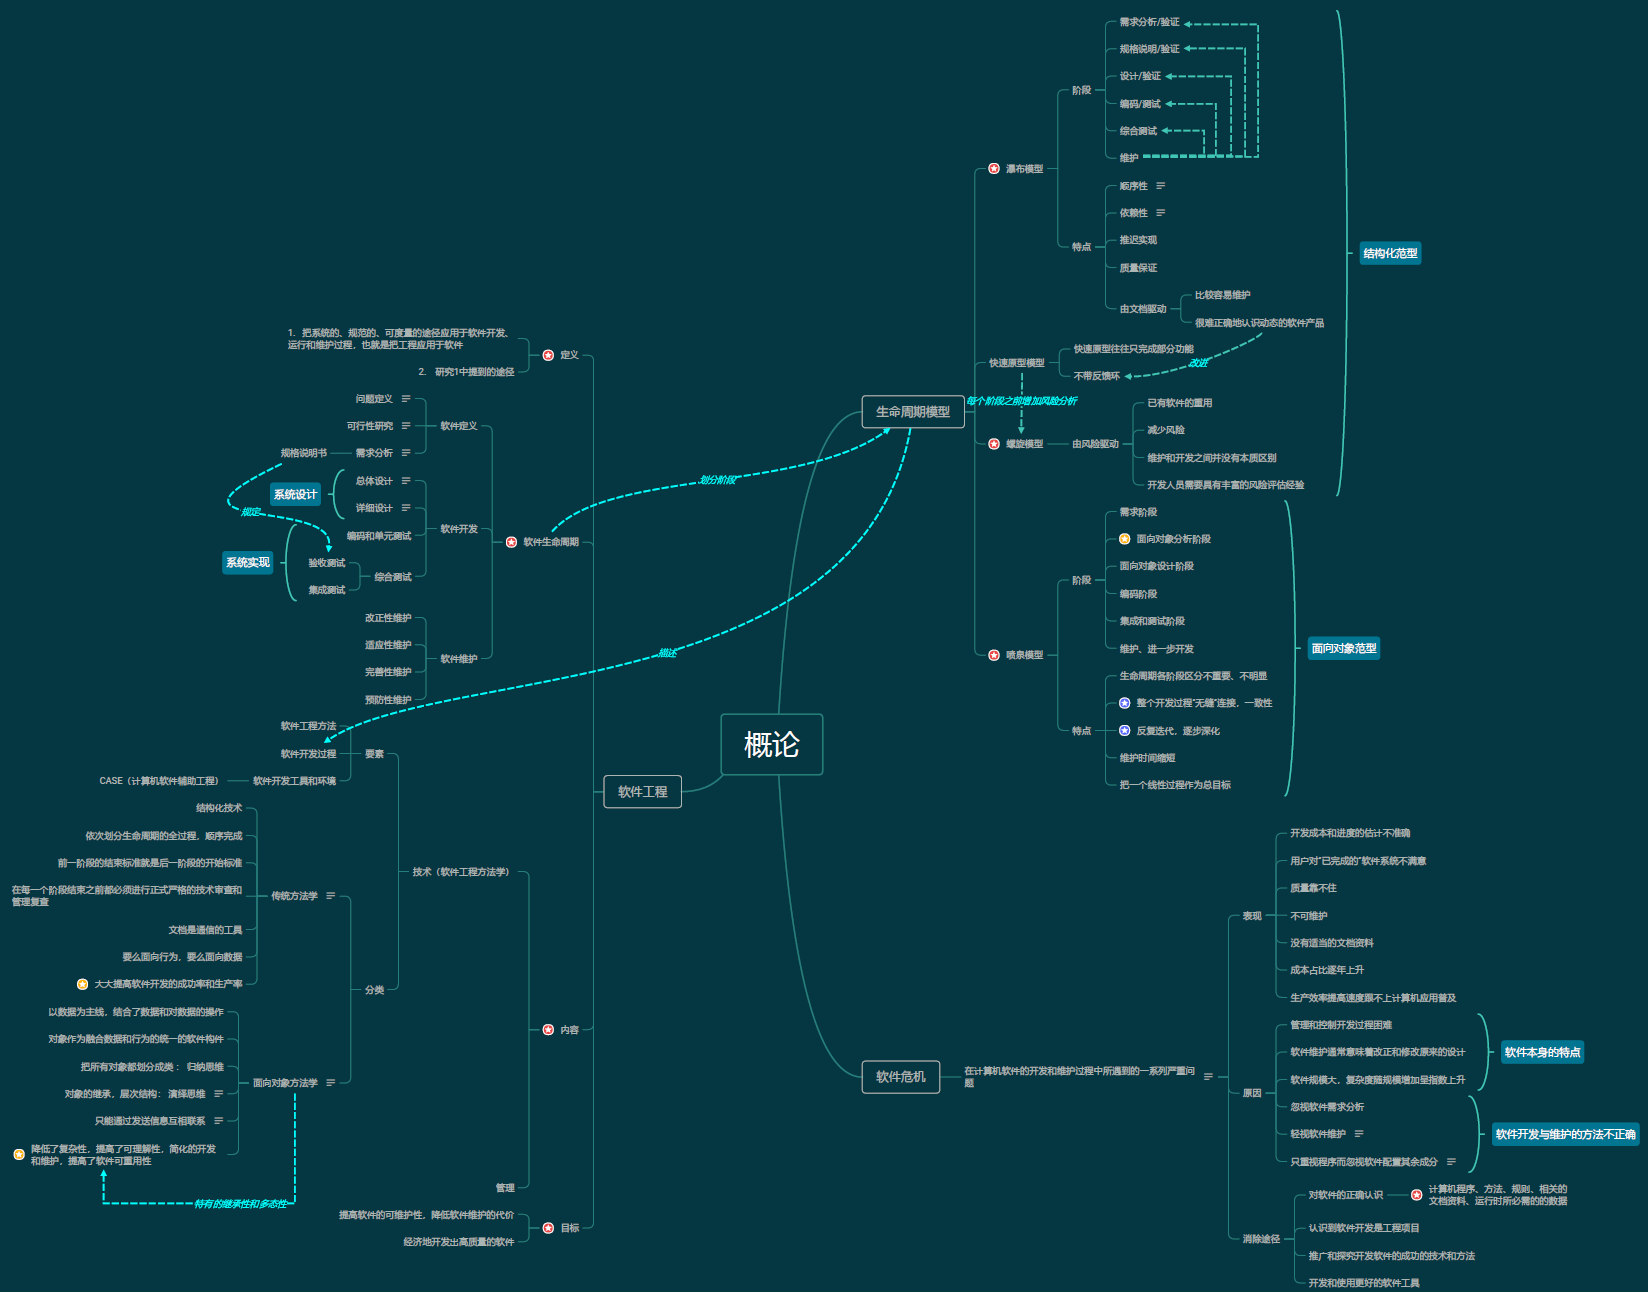 概论
软件工程
定义
1. 把系统的、规范的、可度量的途径应用于软件开发、
运行和维护过程，也就是把工程应用于软件
2. 研究1中提到的途径
软件生命周期
软件定义
问题定义
可行性研究
需求分析
规格说明书
规定
软件开发
总体设计
详细设计
系统设计
编码和单元测试
综合测试
验收测试
集成测试
系统实现
软件维护
改正性维护
适应性维护
完善性维护
预防性维护
内容
技术（软件工程方法学）
要素
软件工程方法
软件开发过程
软件开发工具和环境
CASE（计算机软件辅助工程）
分类
传统方法学
结构化技术
依次划分生命周期的全过程，顺序完成
前一阶段的结束标准就是后一阶段的开始标准
在每一个阶段结束之前都必须进行正式严格的技术审查和
管理复查
文档是通信的工具
要么面向行为，要么面向数据
大大提高软件开发的成功率和生产率
面向对象方法学
以数据为主线，结合了数据和对数据的操作
对象作为融合数据和行为的统一的软件构件
把所有对象都划分成类： 归纳思维
对象的继承，层次结构： 演绎思维
只能通过发送信息互相联系
降低了复杂性，提高了可理解性，简化的开发
和维护，提高了软件可重用性
特有的继承性和多态性
管理
目标
提高软件的可维护性，降低软件维护的代价
经济地开发出高质量的软件
划分阶段
描述
生命周期模型
瀑布模型
阶段
需求分析/验证
规格说明/验证
设计/验证
编码/测试
综合测试
维护
特点
顺序性
依赖性
推迟实现
质量保证
由文档驱动
比较容易维护
很难正确地认识动态的软件产品
改进
快速原型模型
快速原型往往只完成部分功能
不带反馈环
每个阶段之前增加风险分析
螺旋模型
由风险驱动
已有软件的重用
减少风险
维护和开发之间并没有本质区别
开发人员需要具有丰富的风险评估经验
结构化范型
喷泉模型
阶段
需求阶段
面向对象分析阶段
面向对象设计阶段
编码阶段
集成和测试阶段
维护、进一步开发
特点
生命周期各阶段区分不重要、不明显
整个开发过程“无缝”连接，一致性
反复迭代，逐步深化
维护时间缩短
把一个线性过程作为总目标
面向对象范型
软件危机
在计算机软件的开发和维护过程中所遇到的一系列严重问
题
表现
开发成本和进度的估计不准确
用户对“已完成的”软件系统不满意
质量靠不住
不可维护
没有适当的文档资料
成本占比逐年上升
生产效率提高速度跟不上计算机应用普及
原因
管理和控制开发过程困难
软件维护通常意味着改正和修改原来的设计
软件规模大，复杂度随规模增加呈指数上升
软件本身的特点
忽视软件需求分析
轻视软件维护
只重视程序而忽视软件配置其余成分
软件开发与维护的方法不正确
消除途径
对软件的正确认识
计算机程序、方法、规则、相关的
文档资料、运行时所必需的的数据
认识到软件开发是工程项目
推广和探究开发软件的成功的技术和方法
开发和使用更好的软件工具